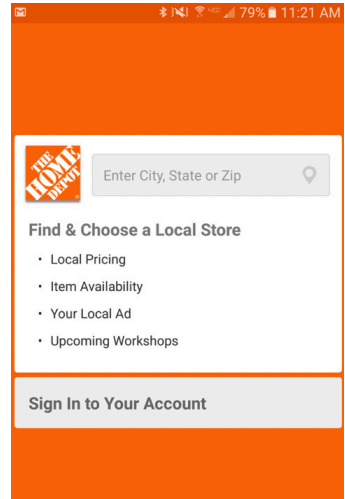 79% 11:21 AM
THE
HOME
DEPOT
Enter City, State or Zip
Find & Choose a Local Store
• Local Pricing
• Item Availability
• Your Local Ad
• Upcoming Workshops
Sign In to Your Account